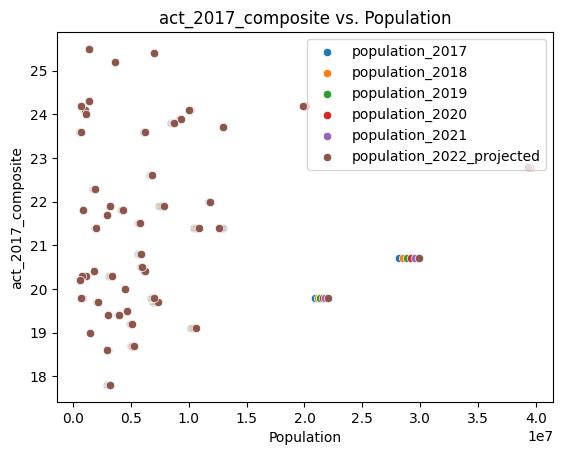 act_2017_composite vs. Population
population_2017
population_2018
population_2019
population_2020
population_2021
population_2022_projected
act_2017_composite
25
24
23
22
21
20
19
18
0.0 0.5 1.0 1.5 2.0 2.5 3.0 3.5 4.0
1e7
Population